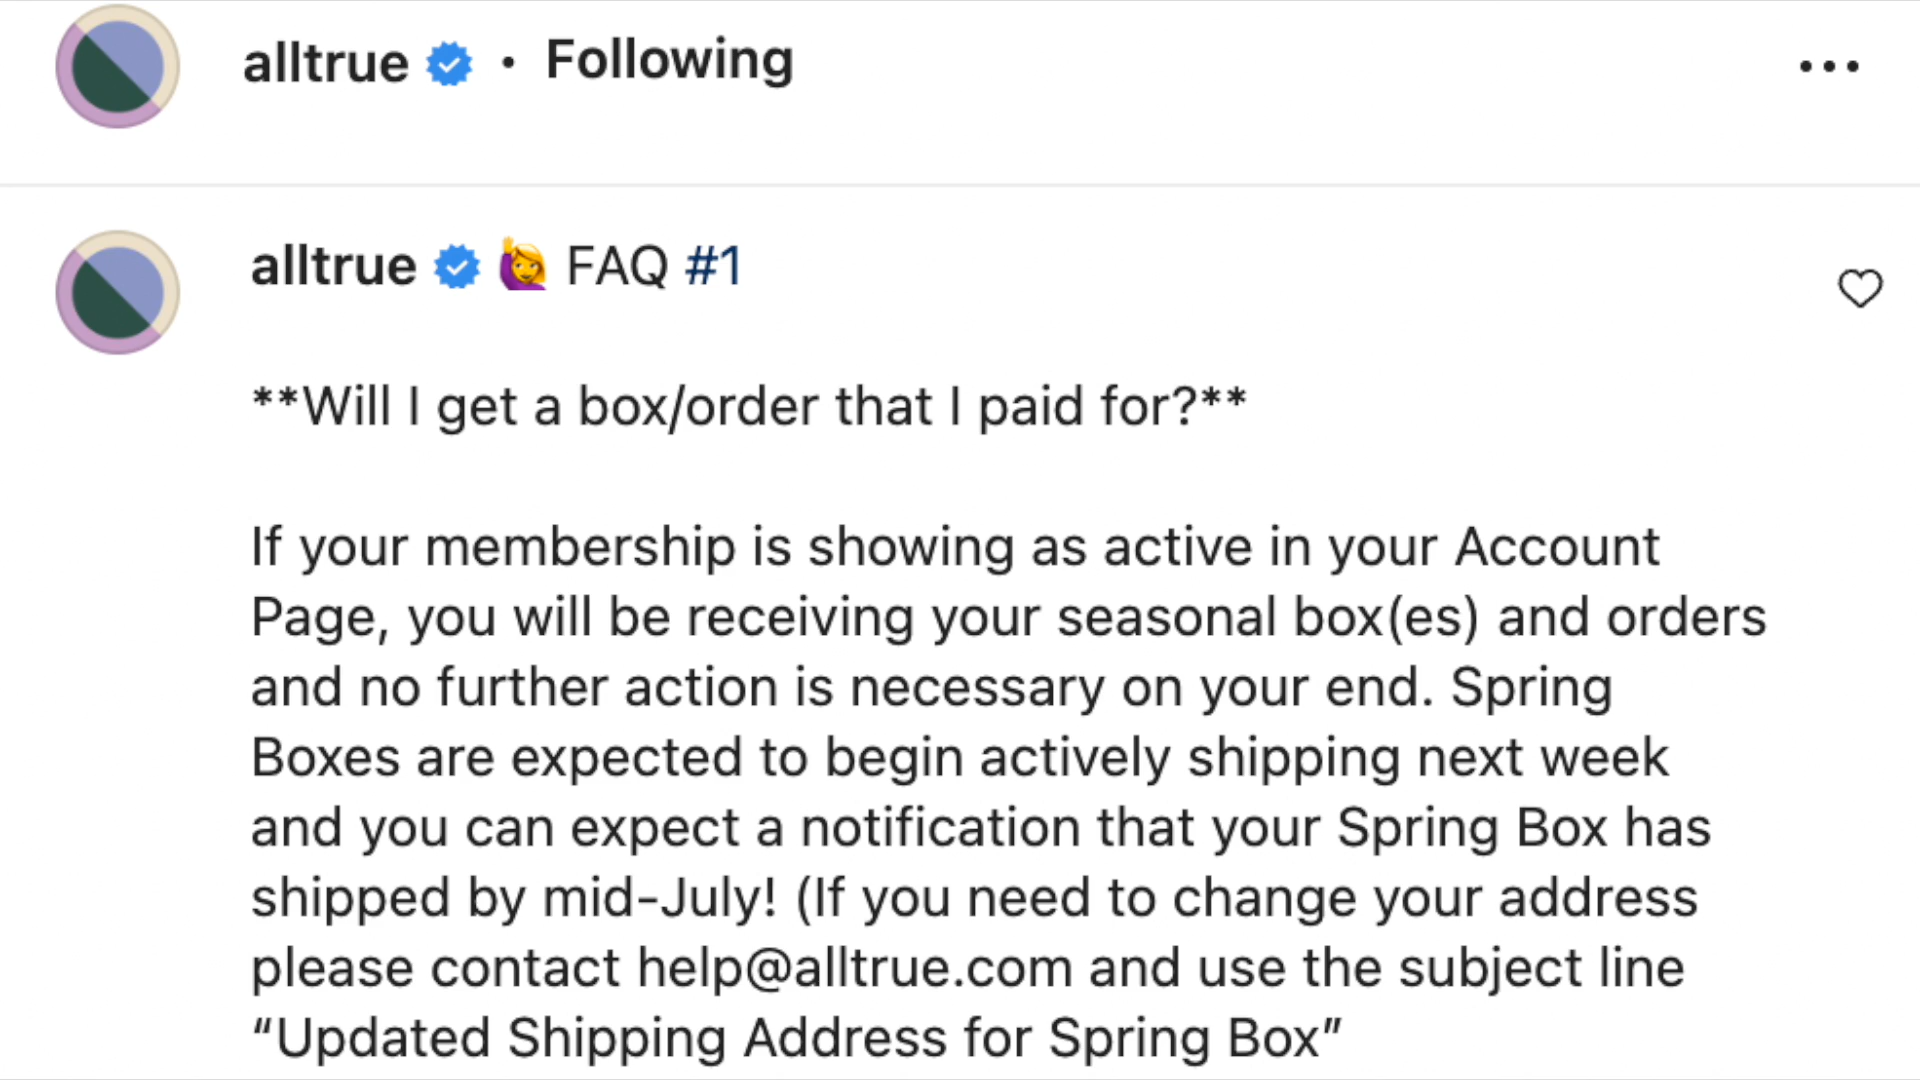 alltrue • Following
alltrue 🙋‍♀️ FAQ #1
**Will I get a box/order that I paid for?**
If your membership is showing as active in your Account
Page, you will be receiving your seasonal box(es) and orders
and no further action is necessary on your end. Spring
Boxes are expected to begin actively shipping next week
and you can expect a notification that your Spring Box has
shipped by mid-July! (If you need to change your address
please contact help@alltrue.com and use the subject line
“Updated Shipping Address for Spring Box”